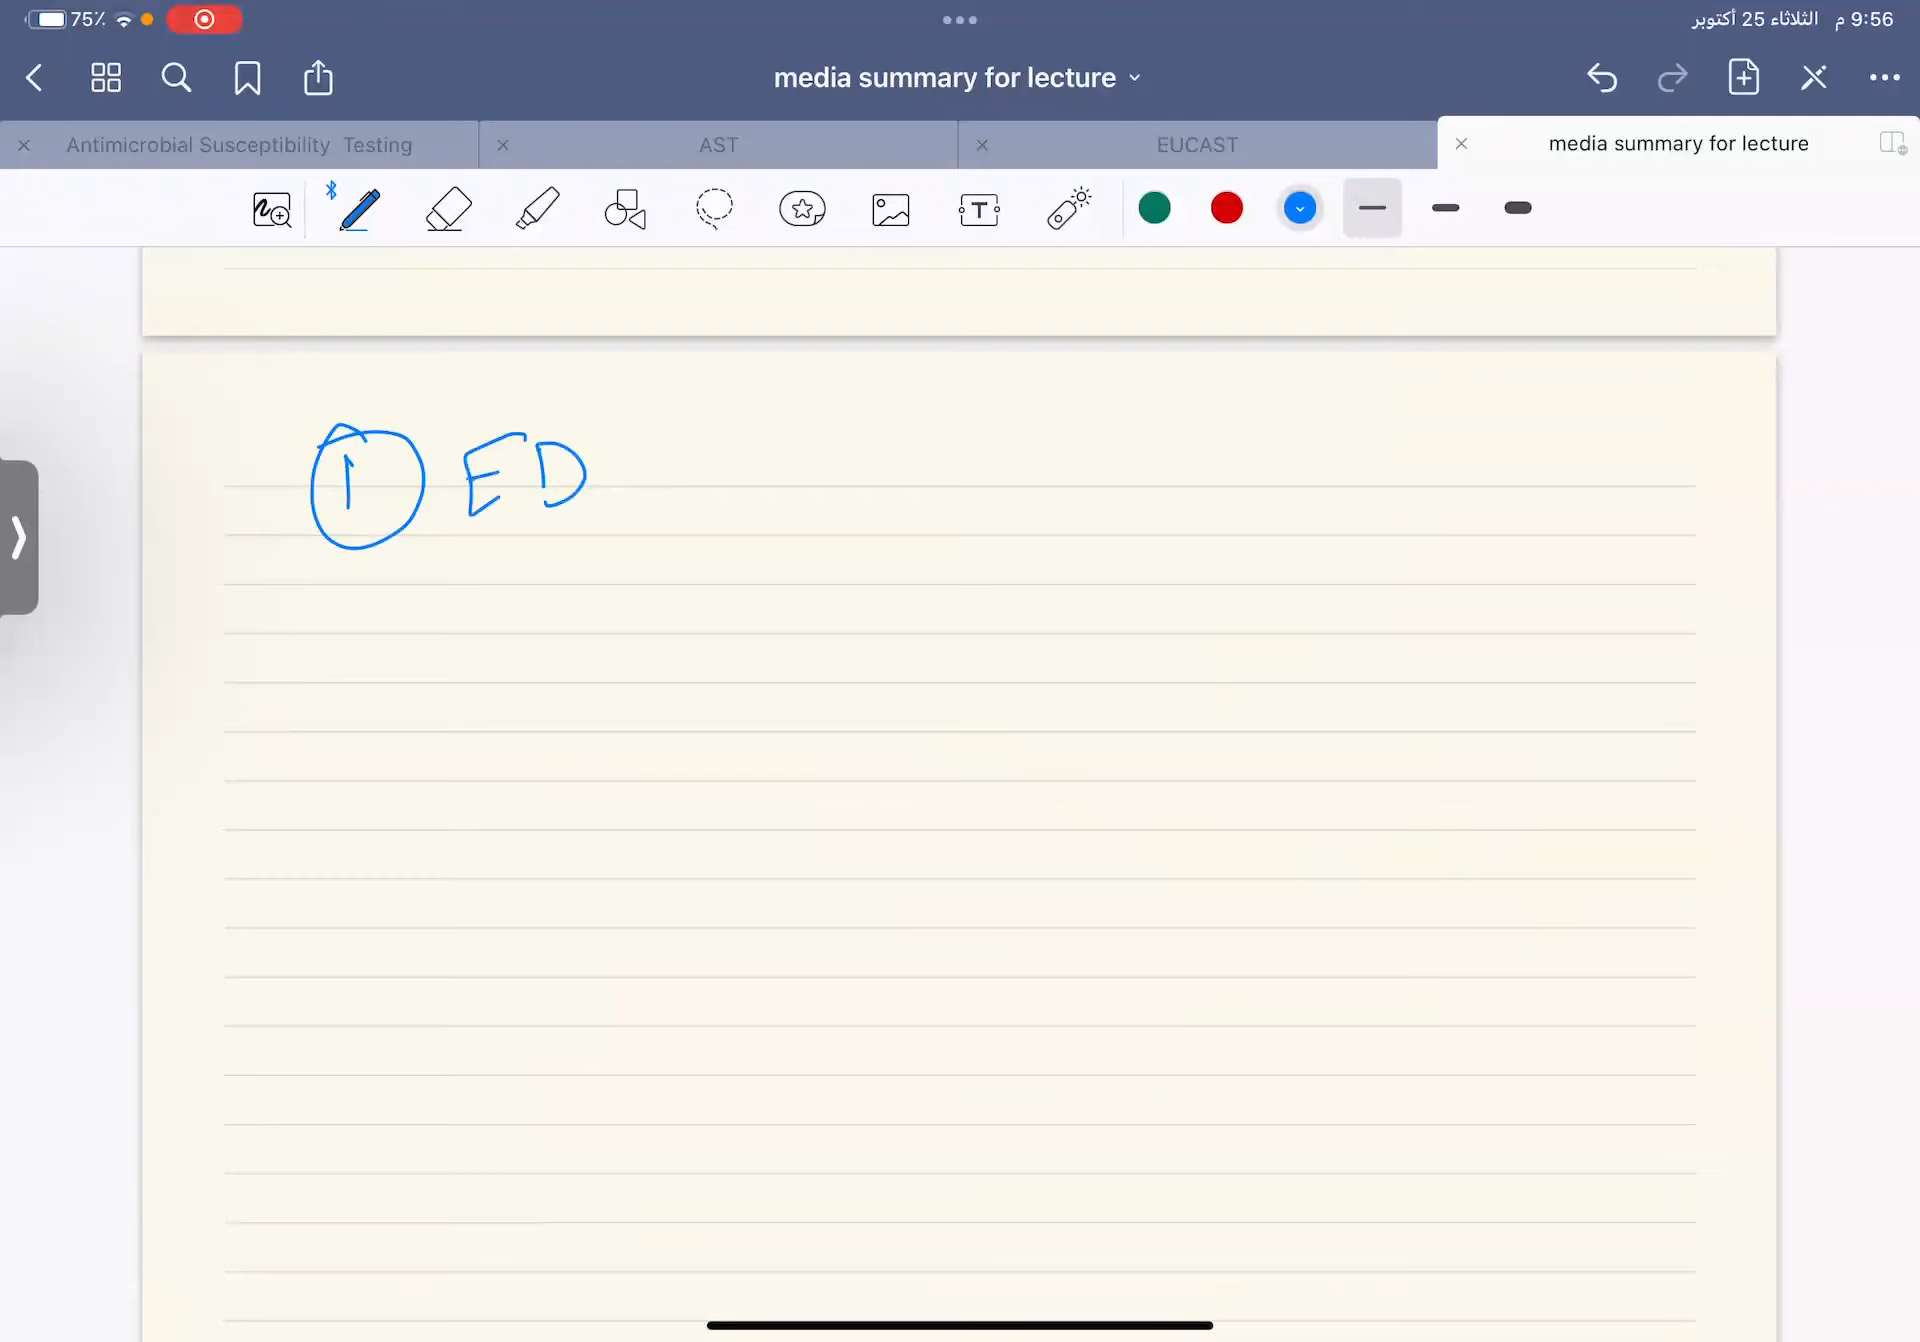 75٪ الثلاثاء 25 أكتوبر 9:56 م
media summary for lecture
Antimicrobial Susceptibility Testing AST EUCAST media summary for lecture
T
1 ED